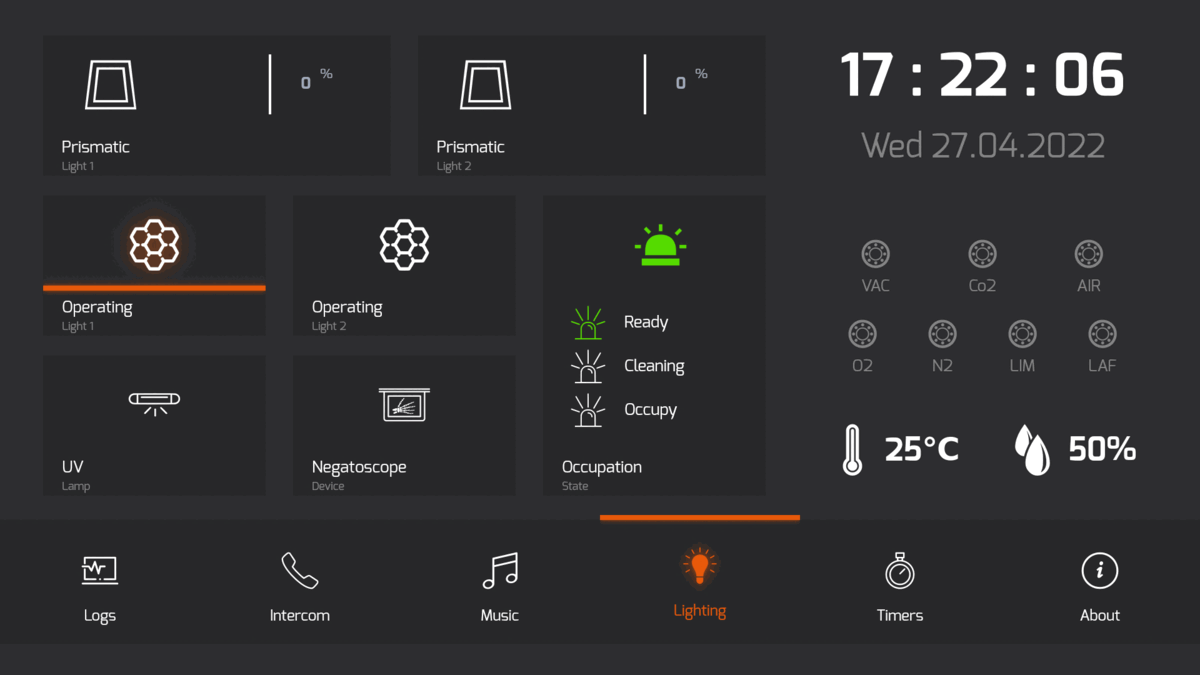 0 %
Prismatic
Light 1
0 %
Prismatic
Light 2
17 : 22 : 06
Wed 27.04.2022
Operating
Light 1
Operating
Light 2
Ready
Cleaning
Occupy
Occupation
State
UV
Lamp
Negatoscope
Device
VAC
Co2
AIR
O2
N2
LIM
LAF
25°C
50%
Logs
Intercom
Music
Lighting
Timers
About